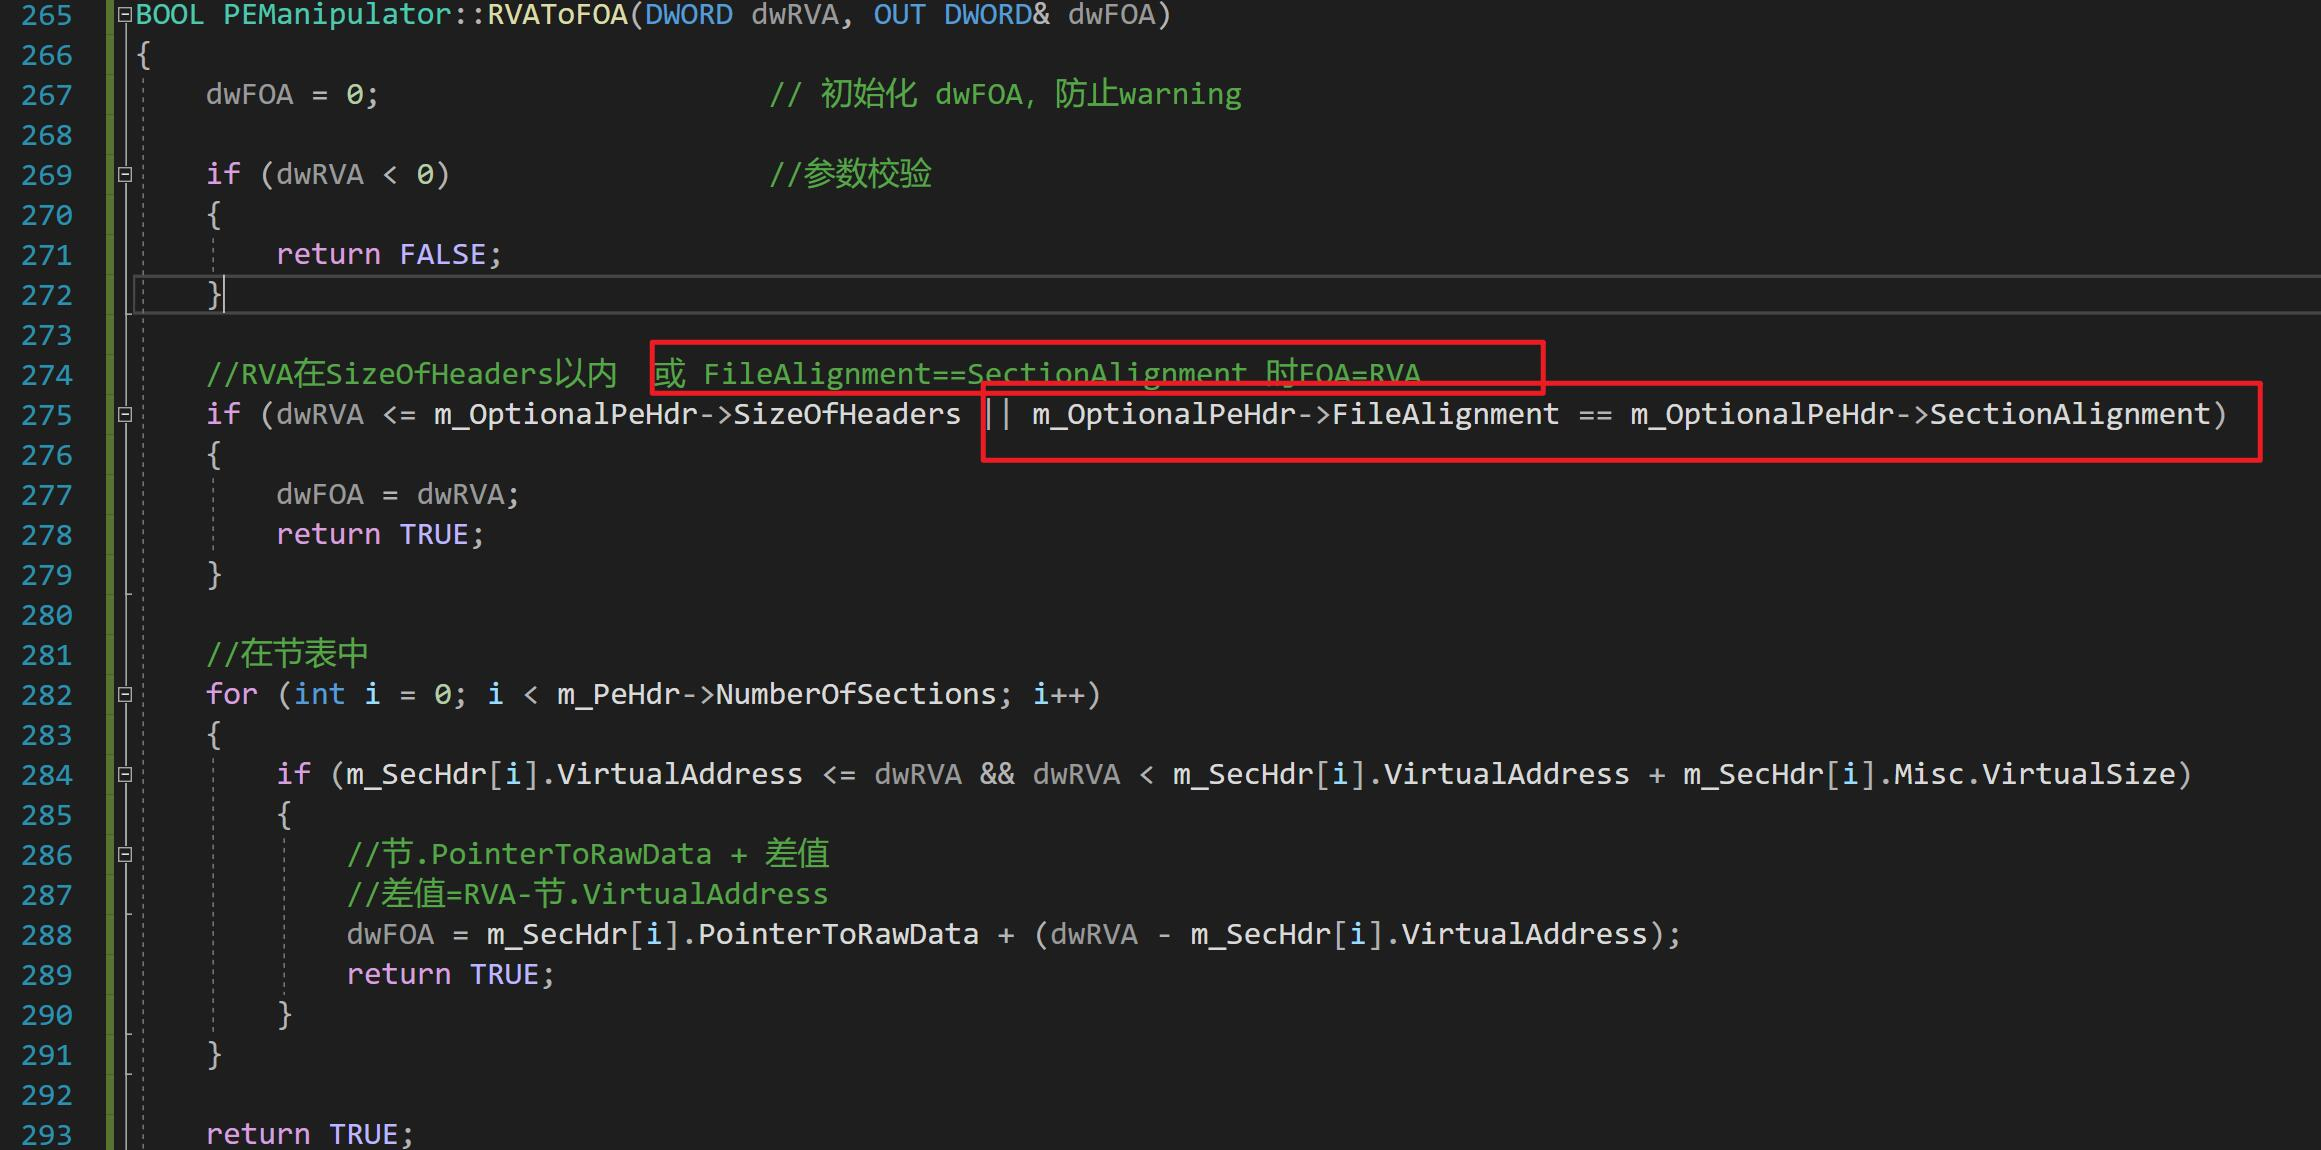 265 BOOL PEManipulator::RVAToFOA(DWORD dwRVA, OUT DWORD& dwFOA)
266 {
267     dwFOA = 0;                      // 初始化 dwFOA, 防止warning
268
269     if (dwRVA < 0)                  //参数校验
270     {
271         return FALSE;
272     }
273
274     //RVA在SizeOfHeaders以内  或 FileAlignment==SectionAlignment 时FOA=RVA
275     if (dwRVA <= m_OptionalPeHdr->SizeOfHeaders || m_OptionalPeHdr->FileAlignment == m_OptionalPeHdr->SectionAlignment)
276     {
277         dwFOA = dwRVA;
278         return TRUE;
279     }
280
281     //在节表中
282     for (int i = 0; i < m_PeHdr->NumberOfSections; i++)
283     {
284         if (m_SecHdr[i].VirtualAddress <= dwRVA && dwRVA < m_SecHdr[i].VirtualAddress + m_SecHdr[i].Misc.VirtualSize)
285         {
286             //节.PointerToRawData + 差值
287             //差值=RVA-节.VirtualAddress
288             dwFOA = m_SecHdr[i].PointerToRawData + (dwRVA - m_SecHdr[i].VirtualAddress);
289             return TRUE;
290         }
291     }
292
293     return TRUE;